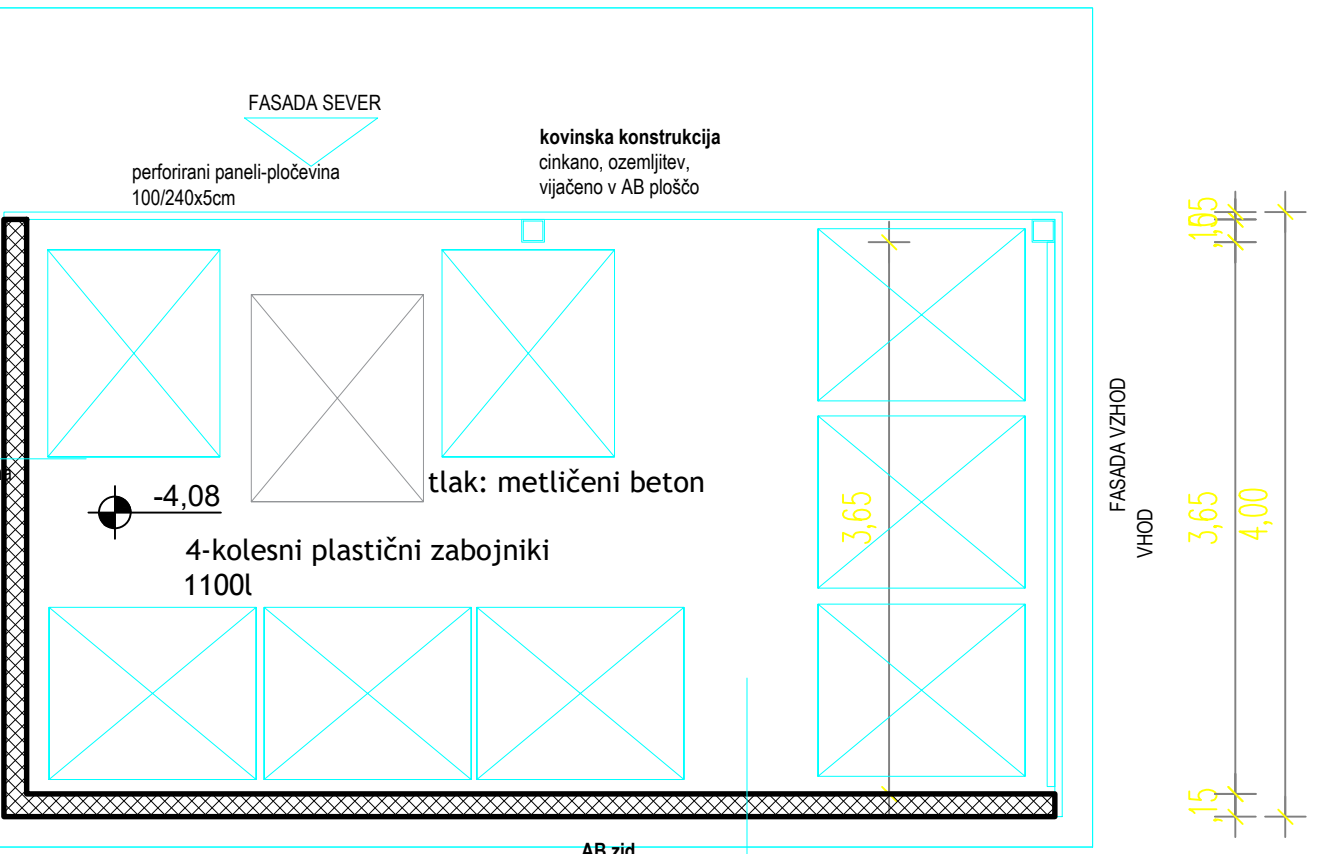 FASADA SEVER
perforirani paneli-pločevina
100/240x5cm
kovinska konstrukcija
cinkano, ozemljitev,
vijačeno v AB ploščo
-4,08
tlak: metličeni beton
4-kolesni plastični zabojniki
1100l
3,65
FASADA VZHOD
VHOD
3,65
4,00
,15
AB zid